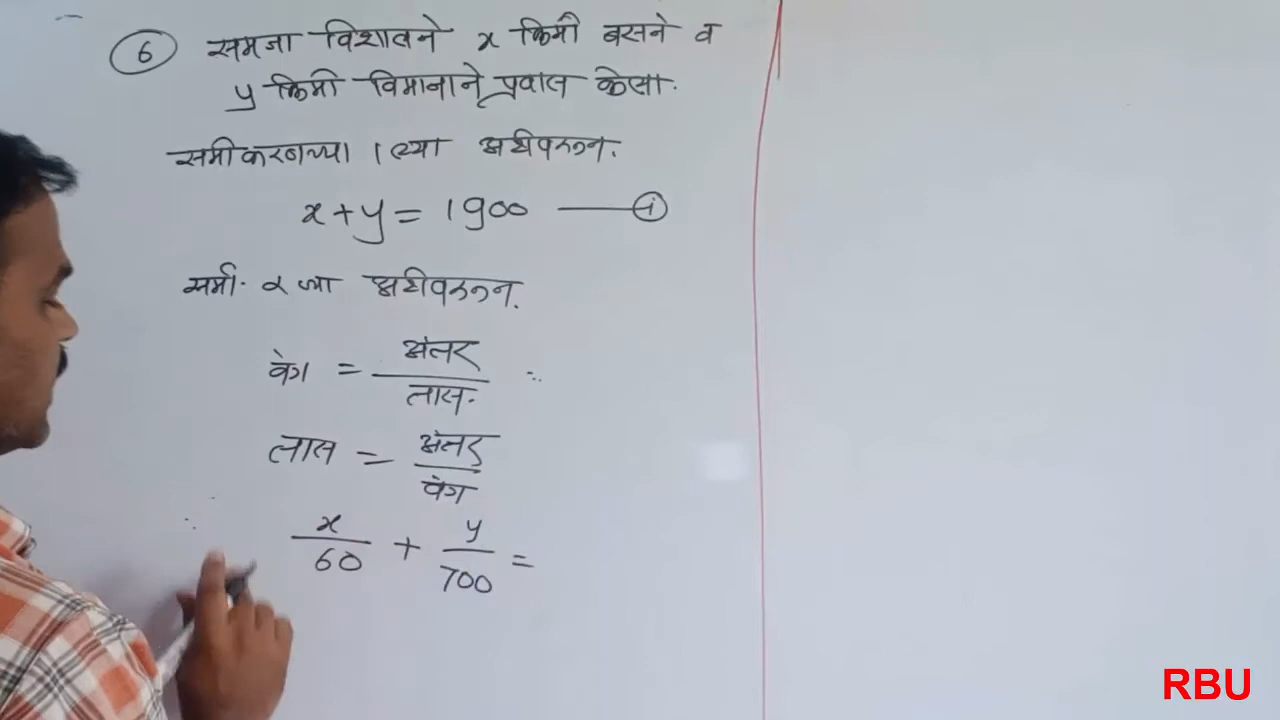 6 समजा विशालने x किमी बसने व
y किमी विमानाने प्रवास केला.
समीकरणाच्या 1 ल्या अटीवरून.
x + y = 1900 —— i
समी. २ च्या अटीवरून.
वेग = अंतर / तास. ∴
तास = अंतर / वेग
∴ x/60 + y/700 =
RBU